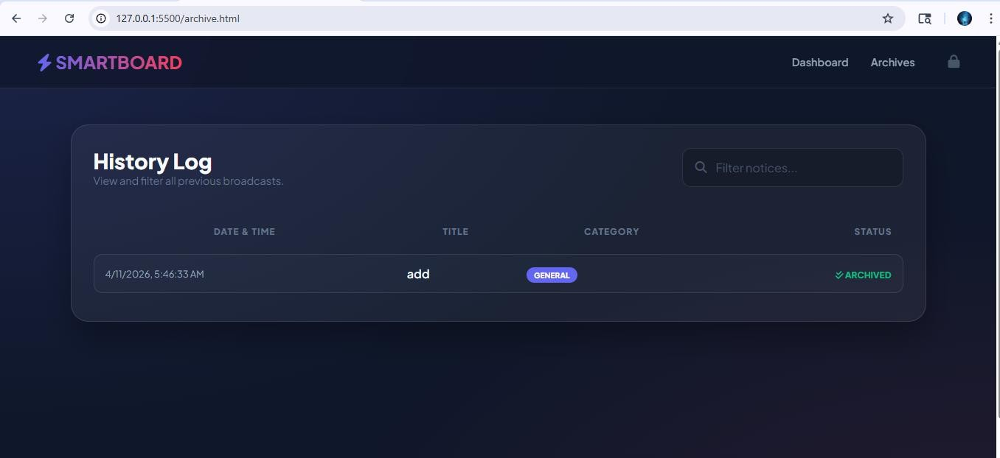 127.0.0.1:5500/archive.html
SMARTBOARD
Dashboard
Archives
History Log
View and filter all previous broadcasts.
Filter notices...
DATE & TIME TITLE CATEGORY STATUS
4/11/2026, 5:46:33 AM add GENERAL ARCHIVED